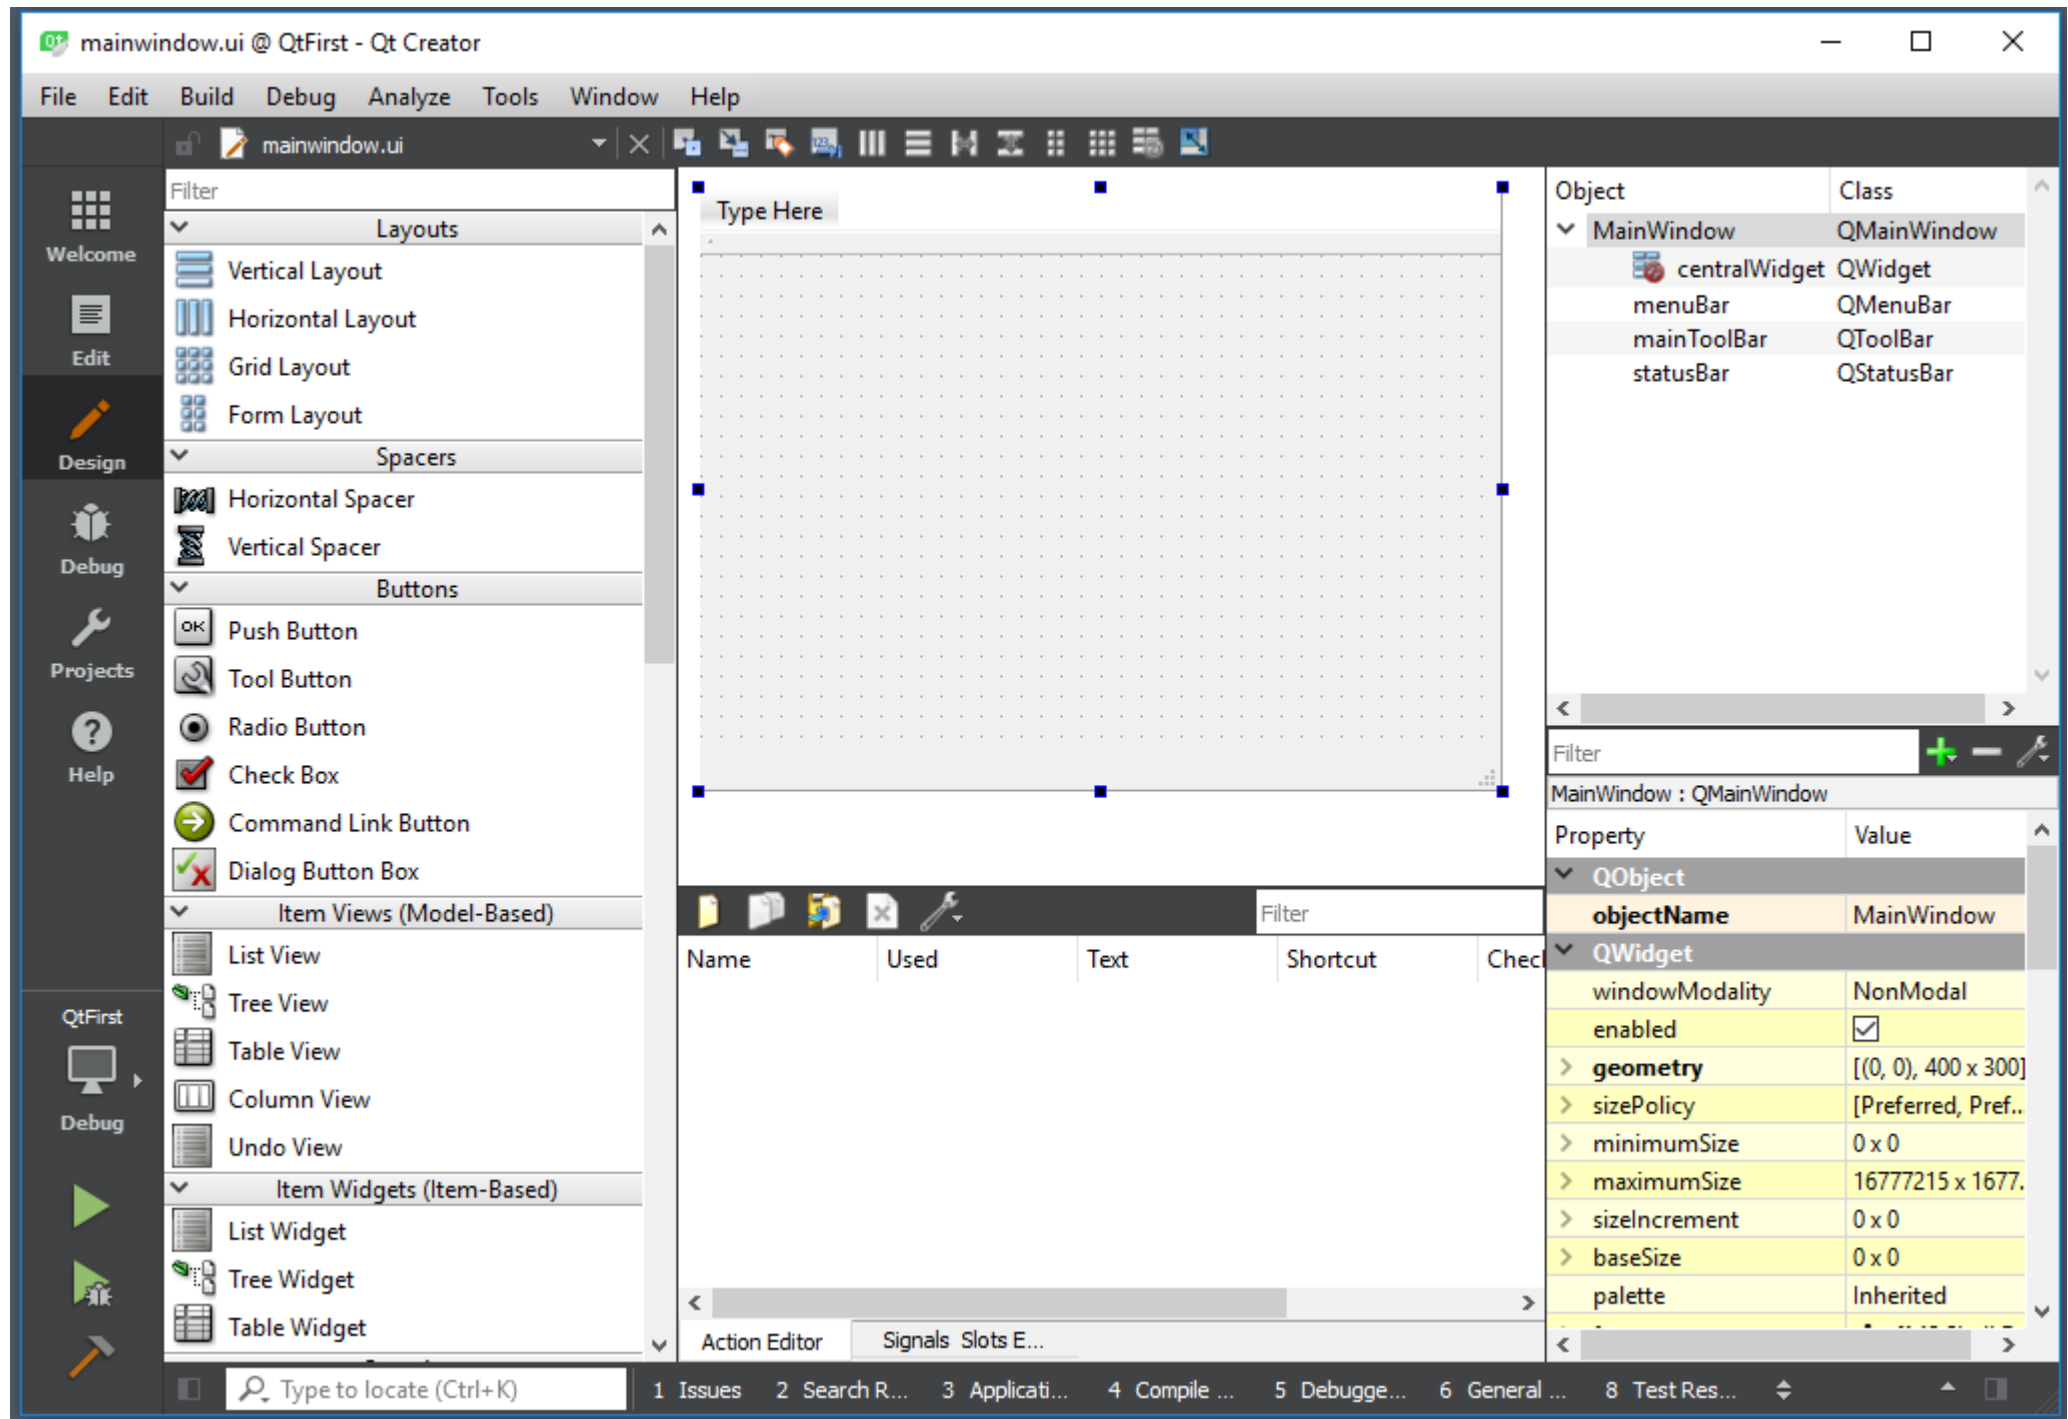 mainwindow.ui @ QtFirst - Qt Creator
File Edit Build Debug Analyze Tools Window Help
mainwindow.ui
Welcome
Edit
Design
Debug
Projects
Help
QtFirst
Debug
Filter
Layouts
Vertical Layout
Horizontal Layout
Grid Layout
Form Layout
Spacers
Horizontal Spacer
Vertical Spacer
Buttons
OK Push Button
Tool Button
Radio Button
Check Box
Command Link Button
Dialog Button Box
Item Views (Model-Based)
List View
Tree View
Table View
Column View
Undo View
Item Widgets (Item-Based)
List Widget
Tree Widget
Table Widget
Type Here
Filter
Name Used Text Shortcut Chec
Action Editor Signals Slots E...
Object Class
MainWindow QMainWindow
centralWidget QWidget
menuBar QMenuBar
mainToolBar QToolBar
statusBar QStatusBar
Filter
MainWindow : QMainWindow
Property Value
QObject
objectName MainWindow
QWidget
windowModality NonModal
enabled
geometry [(0, 0), 400 x 300]
sizePolicy [Preferred, Pref...
minimumSize 0 x 0
maximumSize 16777215 x 1677.
sizeIncrement 0 x 0
baseSize 0 x 0
palette Inherited
Type to locate (Ctrl+K) 1 Issues 2 Search R... 3 Applicati... 4 Compile ... 5 Debugge... 6 General ... 8 Test Res...